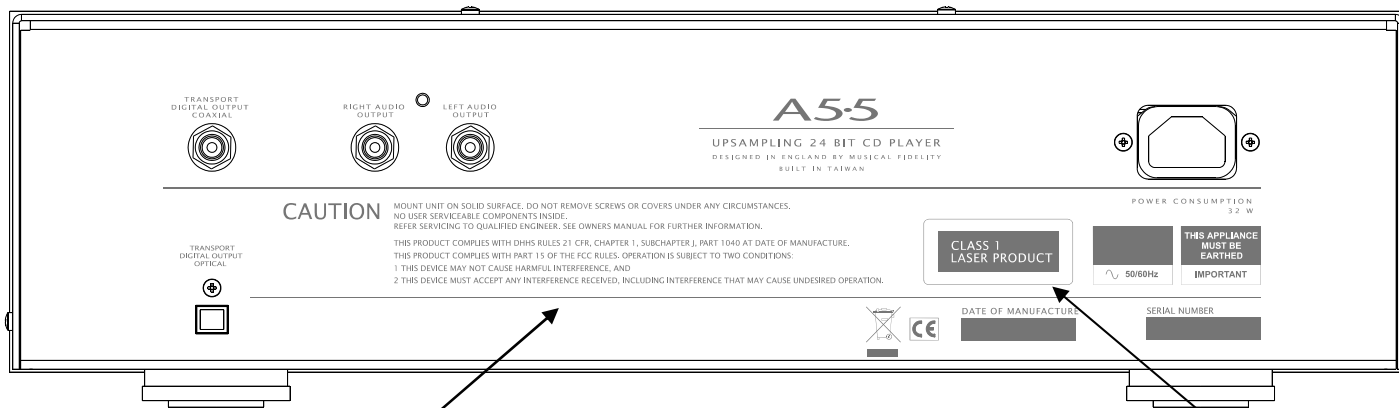 TRANSPORT
DIGITAL OUTPUT
COAXIAL
RIGHT AUDIO
OUTPUT
LEFT AUDIO
OUTPUT
A5·5
UPSAMPLING 24 BIT CD PLAYER
DESIGNED IN ENGLAND BY MUSICAL FIDELITY
BUILT IN TAIWAN
POWER CONSUMPTION
32 W
CAUTION
MOUNT UNIT ON SOLID SURFACE. DO NOT REMOVE SCREWS OR COVERS UNDER ANY CIRCUMSTANCES.
NO USER SERVICEABLE COMPONENTS INSIDE.
REFER SERVICING TO QUALIFIED ENGINEER. SEE OWNERS MANUAL FOR FURTHER INFORMATION.
THIS PRODUCT COMPLIES WITH DHHS RULES 21 CFR, CHAPTER 1, SUBCHAPTER J, PART 1040 AT DATE OF MANUFACTURE.
THIS PRODUCT COMPLIES WITH PART 15 OF THE FCC RULES. OPERATION IS SUBJECT TO TWO CONDITIONS:
1 THIS DEVICE MAY NOT CAUSE HARMFUL INTERFERENCE, AND
2 THIS DEVICE MUST ACCEPT ANY INTERFERENCE RECEIVED, INCLUDING INTERFERENCE THAT MAY CAUSE UNDESIRED OPERATION.
TRANSPORT
DIGITAL OUTPUT
OPTICAL
CLASS 1
LASER PRODUCT
50/60Hz
THIS APPLIANCE
MUST BE
EARTHED
IMPORTANT
CE
DATE OF MANUFACTURE
SERIAL NUMBER